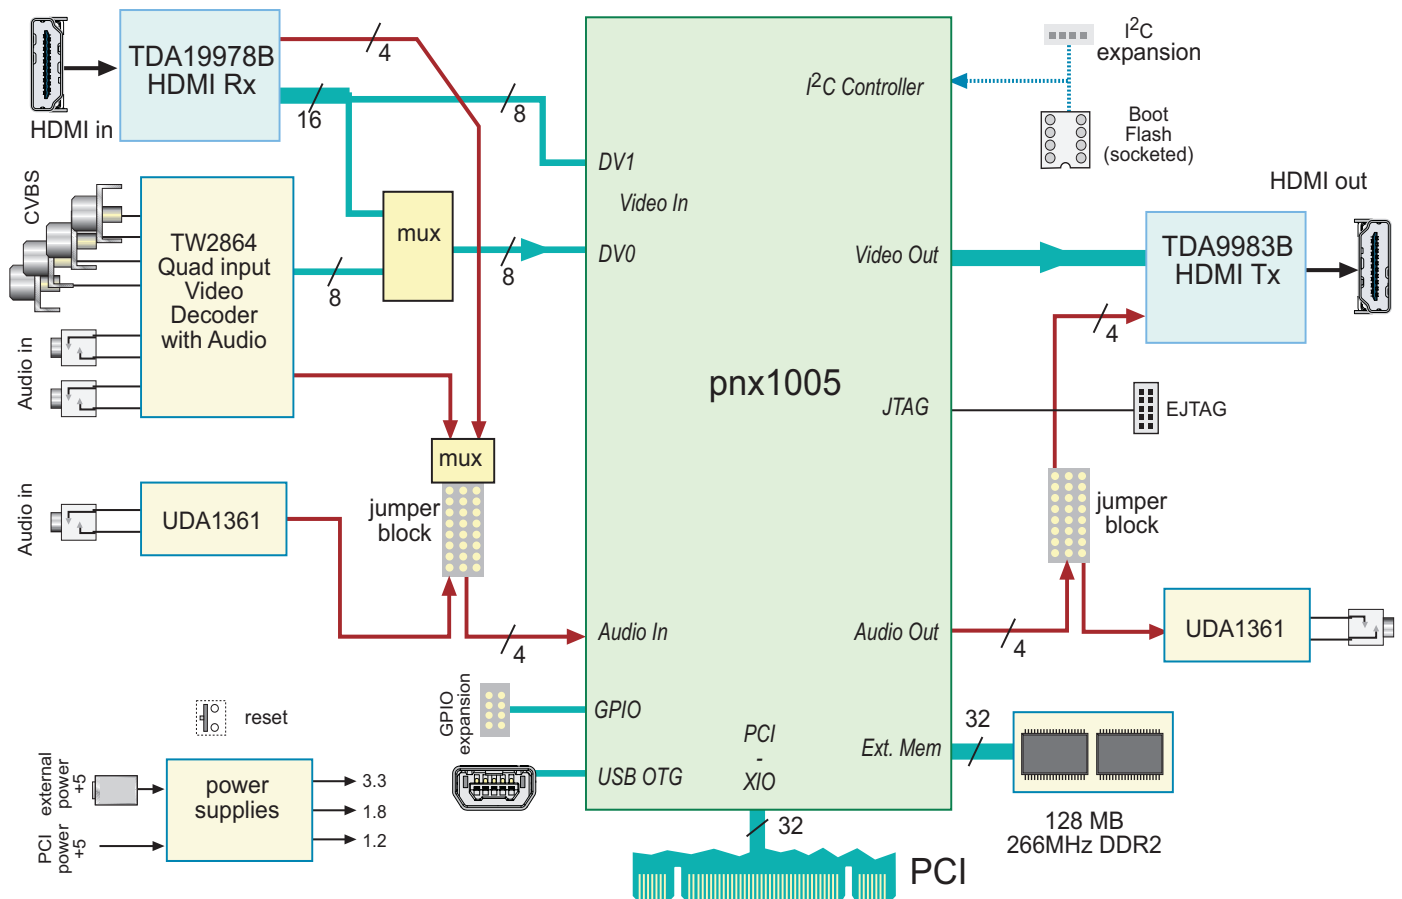 TDA19978B
HDMI Rx
HDMI in
4
16
8
I²C Controller
I²C
expansion
Boot
Flash
(socketed)
CVBS
TW2864
Quad input
Video
Decoder
with Audio
8
mux
8
DV1
Video In
DV0
Video Out
HDMI out
TDA9983B
HDMI Tx
4
Audio in
pnx1005
JTAG
EJTAG
mux
jumper
block
jumper
block
Audio in
UDA1361
Audio In
4
Audio Out
4
UDA1361
GPIO
expansion
GPIO
USB OTG
PCI
-
XIO
Ext. Mem
32
128 MB
266MHz DDR2
reset
external
power
+5
PCI
power
+5
power
supplies
3.3
1.8
1.2
32
PCI